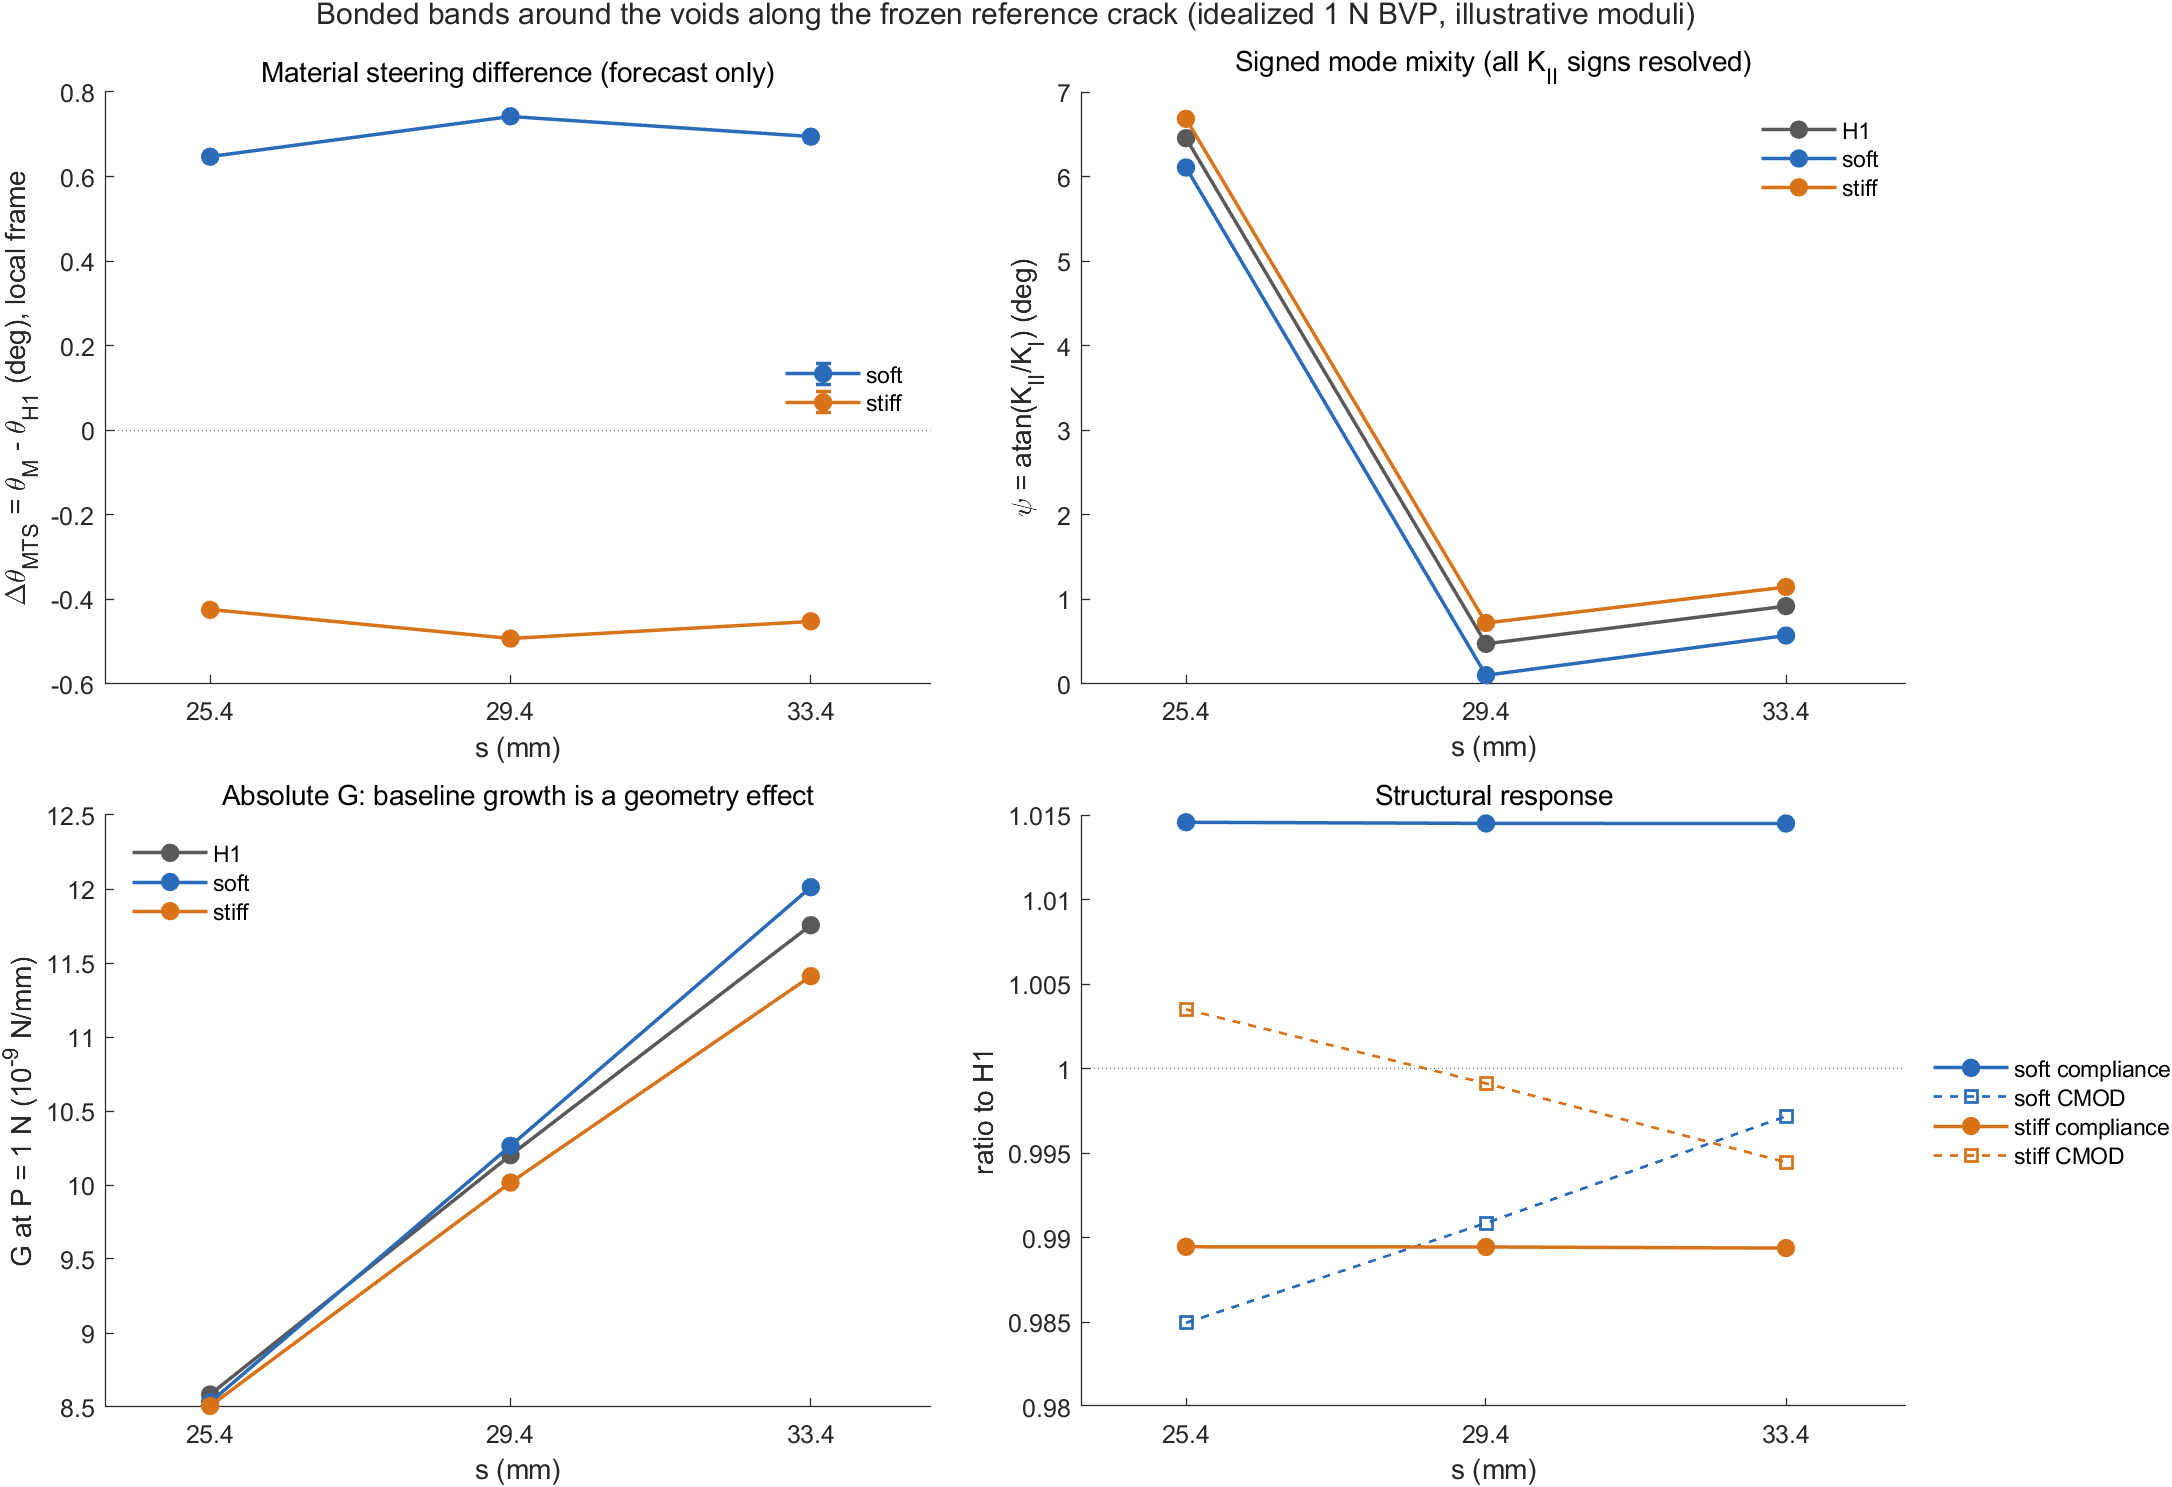 Bonded bands around the voids along the frozen reference crack (idealized 1 N BVP, illustrative moduli)
Material steering difference (forecast only)
Δθ_MTS = θ_M - θ_H1 (deg), local frame
0.8
0.6
0.4
0.2
0
-0.2
-0.4
-0.6
soft
stiff
25.4
29.4
33.4
s (mm)
Signed mode mixity (all K_II signs resolved)
ψ = atan(K_II/K_I) (deg)
7
6
5
4
3
2
1
0
H1
soft
stiff
25.4
29.4
33.4
s (mm)
Absolute G: baseline growth is a geometry effect
G at P = 1 N (10^-9 N/mm)
12.5
12
11.5
11
10.5
10
9.5
9
8.5
H1
soft
stiff
25.4
29.4
33.4
s (mm)
Structural response
ratio to H1
1.015
1.01
1.005
1
0.995
0.99
0.985
0.98
soft compliance
soft CMOD
stiff compliance
stiff CMOD
25.4
29.4
33.4
s (mm)